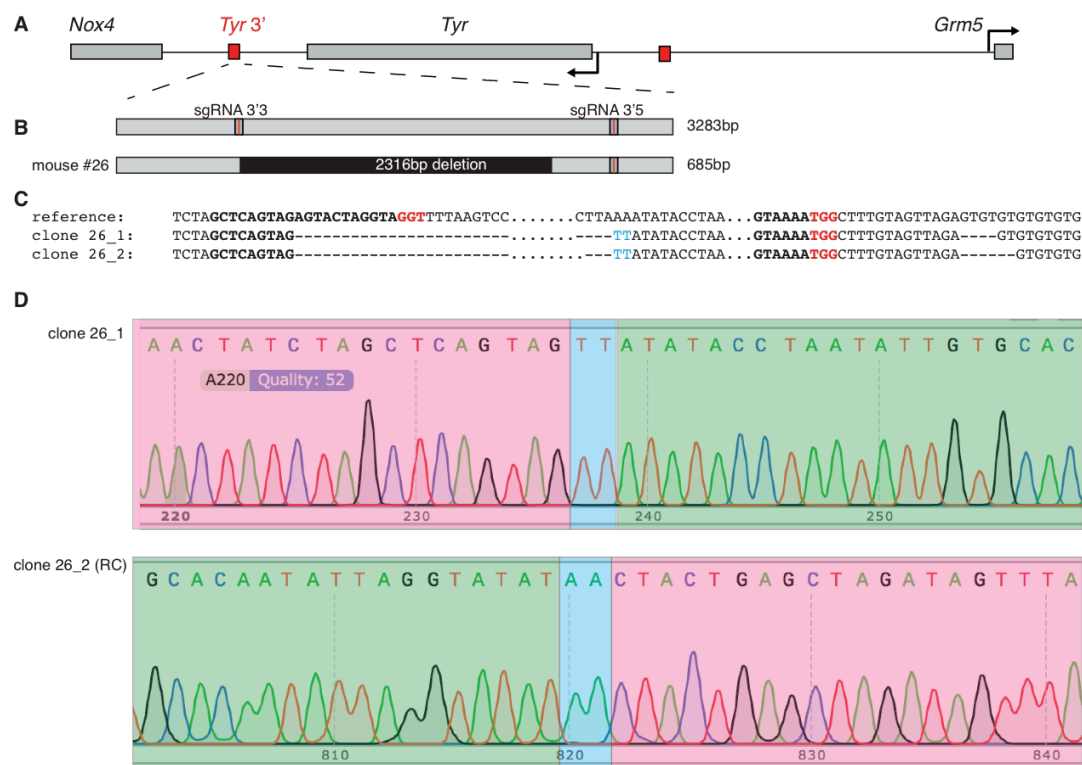 A Nox4 Tyr 3' Tyr Grm5
sgRNA 3'3 sgRNA 3'5
B 3283bp
mouse #26 2316bp deletion 685bp
C
reference: TCTAGCTCAGTAGAGTACTAGGTAGGTTTTAAGTCC.......CTTAAAATATACCTAA...GTAAAATGGCTTTGTAGTTAGAGTGTGTGTGTGTG
clone 26_1: TCTAGCTCAGTAG-----------------------.......----TTATATACCTAA...GTAAAATGGCTTTGTAGTTAGA----GTGTGTGTG
clone 26_2: TCTAGCTCAGTAG-----------------------.......----TTATATACCTAA...GTAAAATGGCTTTGTAGTTAGA------GTGTGTG
D
clone 26_1 A A C T A T C T A G C T C A G T A G T T A T A T A C C T A A T A T T G T G C A C
A220 Quality: 52
220 230 240 250
clone 26_2 (RC) G C A C A A T A T T A G G T A T A T A A C T A C T G A G C T A G A T A G T T T A
810 820 830 840